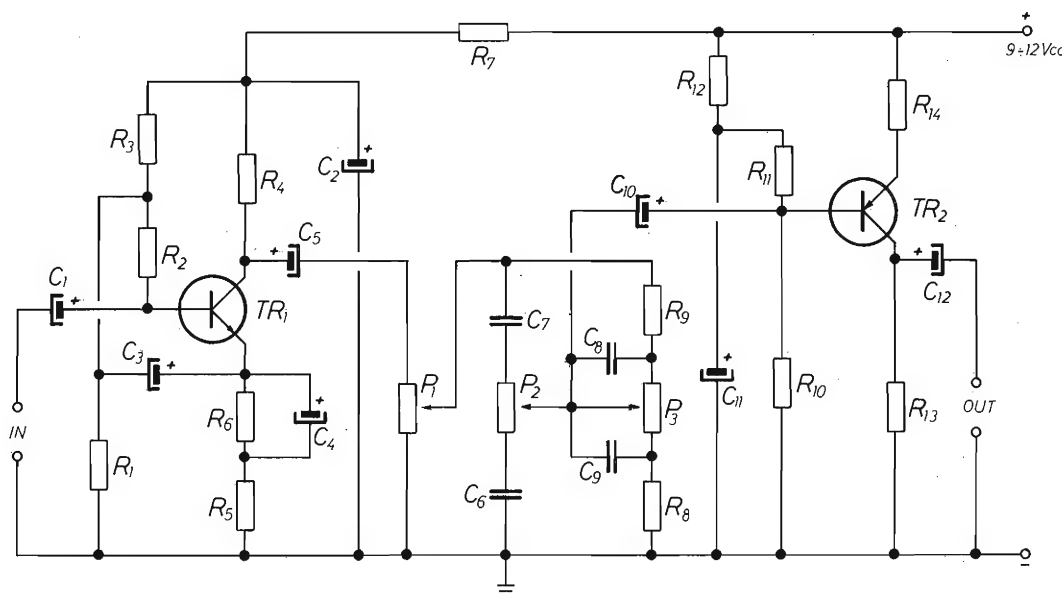 +
9÷12Vcc
R7
R12
R14
R3
R4
C2
+
R11
C10
+
TR2
R2
C5
+
C1
+
TR1
+
C12
C7
R9
C8
C3
+
+
P1
P2
P3
+
C11
R10
R6
C4
R13
OUT
IN
R1
C9
R5
C6
R8
-